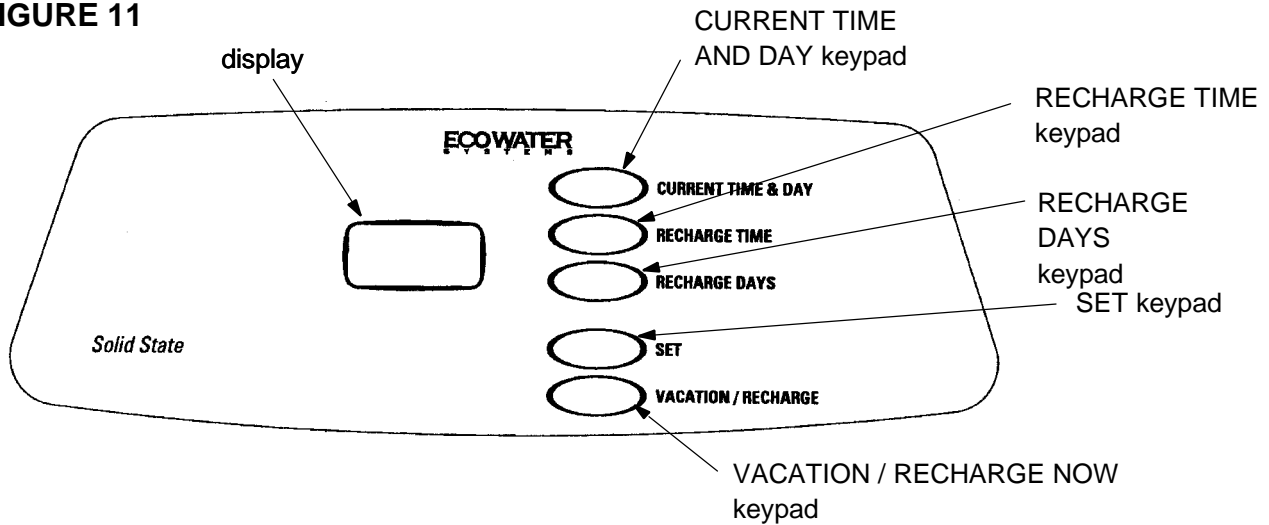 IGURE 11
display
CURRENT TIME
AND DAY keypad
RECHARGE TIME
keypad
RECHARGE
DAYS
keypad
SET keypad
ECOWATER
SYSTEMS
CURRENT TIME & DAY
RECHARGE TIME
RECHARGE DAYS
Solid State
SET
VACATION / RECHARGE
VACATION / RECHARGE NOW
keypad